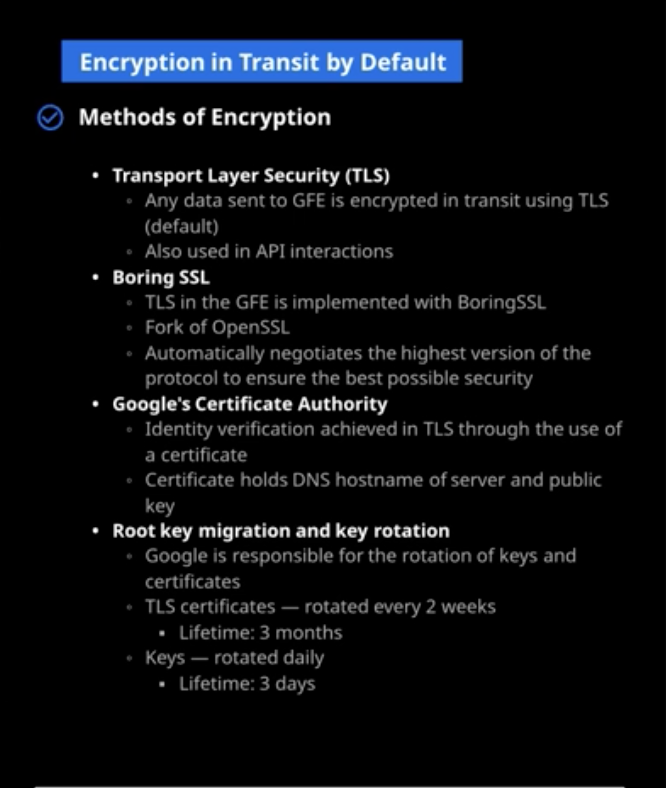 Encryption in Transit by Default
Methods of Encryption
• Transport Layer Security (TLS)
◦ Any data sent to GFE is encrypted in transit using TLS
(default)
◦ Also used in API interactions
• Boring SSL
◦ TLS in the GFE is implemented with BoringSSL
◦ Fork of OpenSSL
◦ Automatically negotiates the highest version of the
protocol to ensure the best possible security
• Google's Certificate Authority
◦ Identity verification achieved in TLS through the use of
a certificate
◦ Certificate holds DNS hostname of server and public
key
• Root key migration and key rotation
◦ Google is responsible for the rotation of keys and
certificates
◦ TLS certificates — rotated every 2 weeks
▪ Lifetime: 3 months
◦ Keys — rotated daily
▪ Lifetime: 3 days